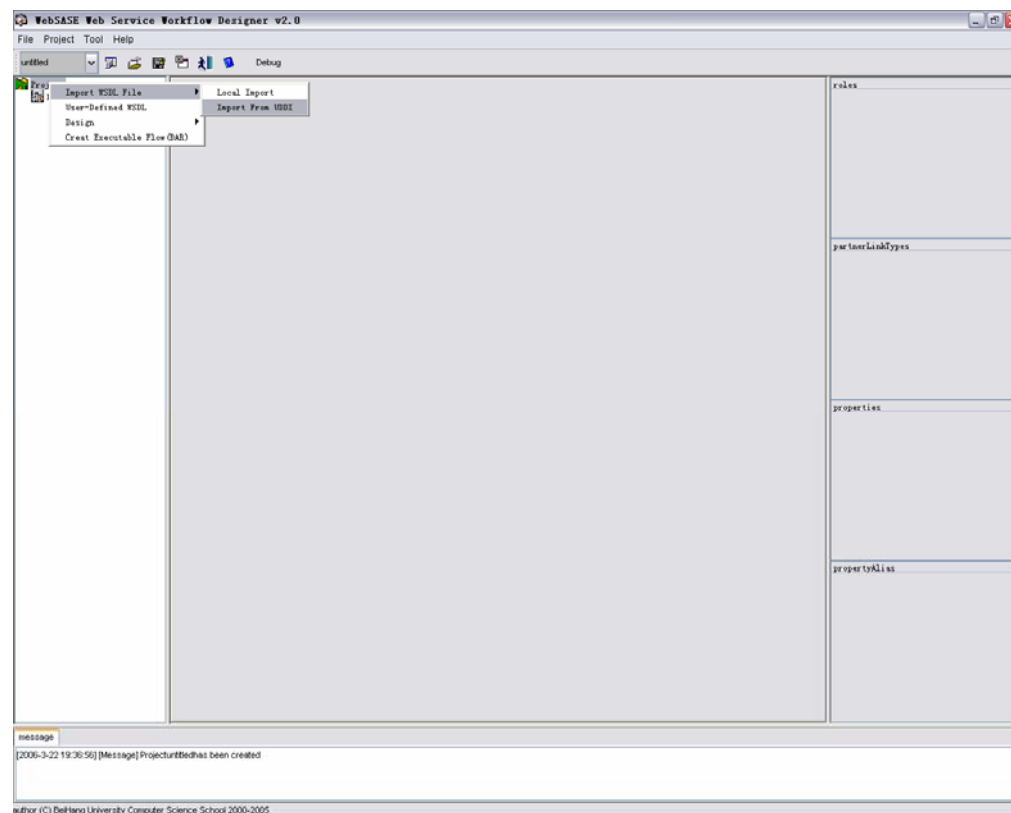 WebSASE Web Service Workflow Designer v2.0
File Project Tool Help
untitled Debug
Proj
Import WSDL File
Local Import
User-Defined WSDL
Import From UDDI
Design
Creat Executable Flow(BAR)
roles
partnerLinkTypes
properties
propertyAlias
message
[2006-3-22 19:36:56] [Message] Projectuntitledhas been created
author (C) BeiHang University Computer Science School 2000-2005